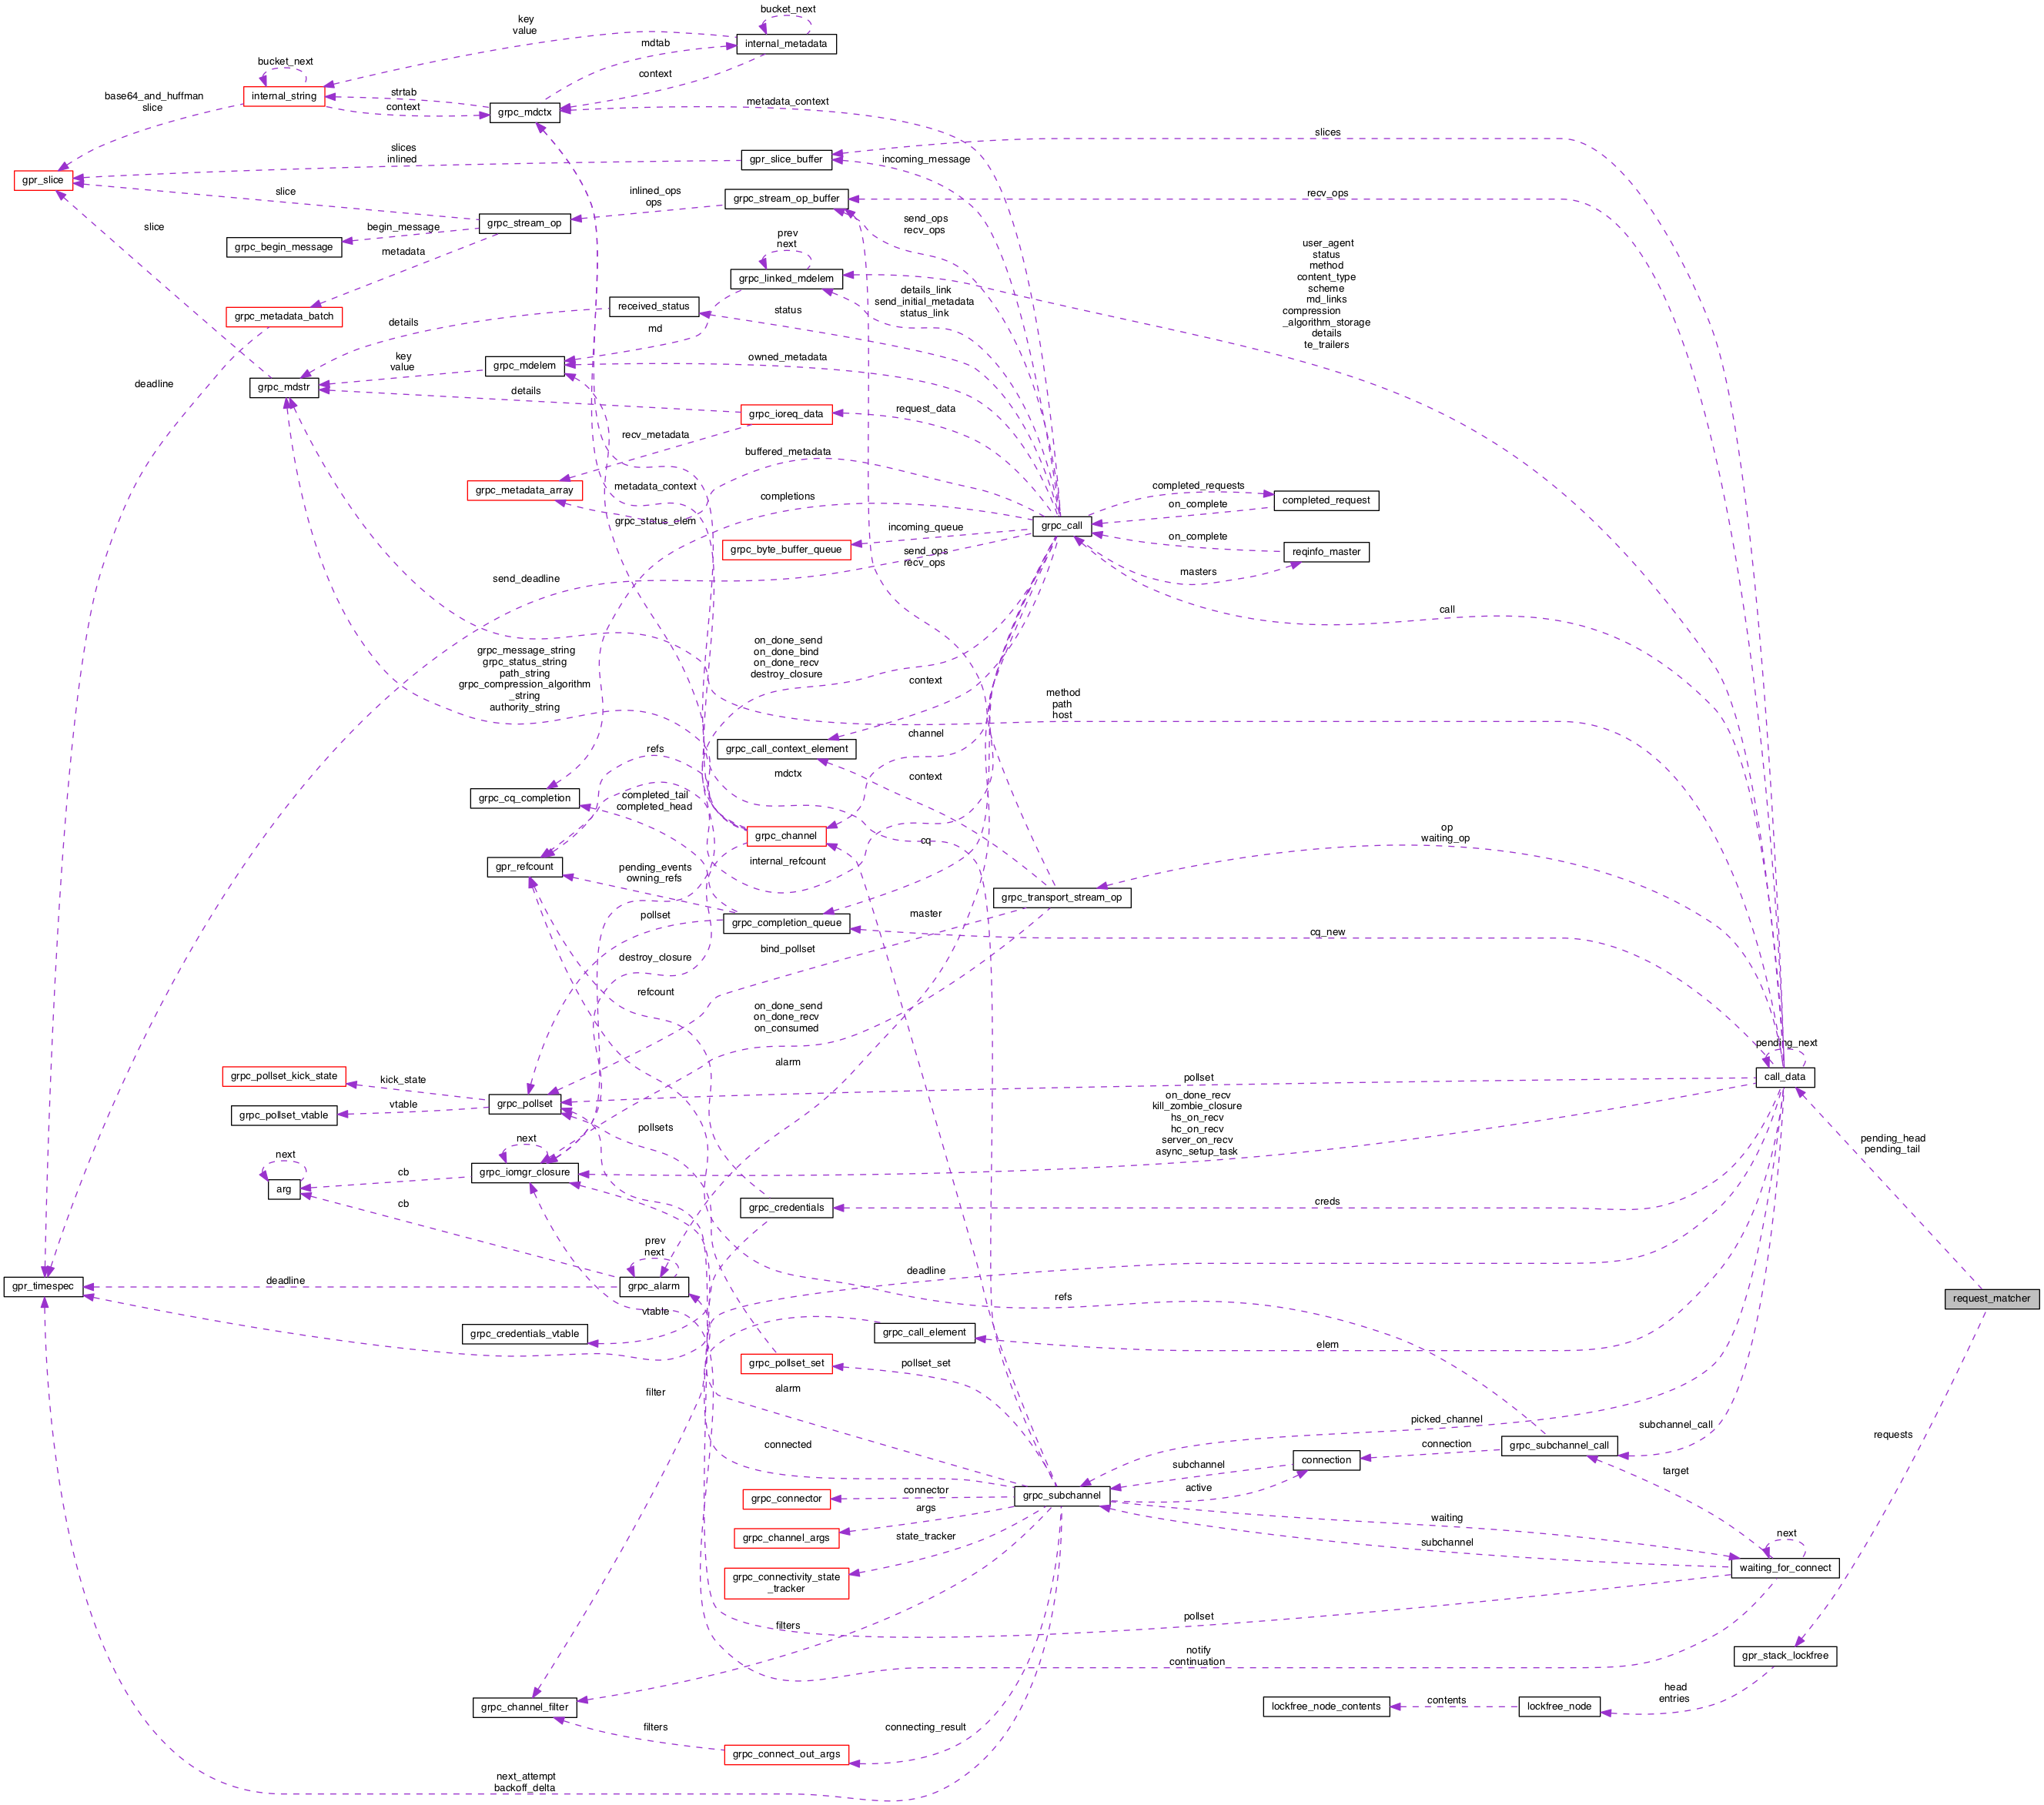 bucket_next
key
value
internal_metadata
mdtab
bucket_next
context
strtab
base64_and_huffman
slice
internal_string
context
grpc_mdctx
metadata_context
slices
slices
inlined
gpr_slice_buffer
incoming_message
gpr_slice
slice
inlined_ops
ops
grpc_stream_op_buffer
recv_ops
grpc_stream_op
begin_message
send_ops
recv_ops
slice
grpc_begin_message
prev
next
metadata
user_agent
status
method
content_type
scheme
md_links
compression
_algorithm_storage
details
te_trailers
grpc_linked_mdelem
details_link
send_initial_metadata
status_link
received_status
grpc_metadata_batch
details
md
status
key
value
grpc_mdelem
owned_metadata
deadline
grpc_mdstr
details
grpc_ioreq_data
request_data
recv_metadata
buffered_metadata
metadata_context
grpc_metadata_array
completions
completed_requests
completed_request
on_complete
grpc_status_elem
incoming_queue
grpc_call
on_complete
grpc_byte_buffer_queue
reqinfo_master
send_ops
recv_ops
masters
send_deadline
call
grpc_message_string
grpc_status_string
path_string
grpc_compression_algorithm
_string
authority_string
on_done_send
on_done_bind
on_done_recv
destroy_closure
context
method
path
host
channel
refs
grpc_call_context_element
mdctx
context
grpc_cq_completion
completed_tail
completed_head
grpc_channel
op
waiting_op
cq
gpr_refcount
internal_refcount
pending_events
owning_refs
grpc_transport_stream_op
pollset
master
grpc_completion_queue
cq_new
bind_pollset
destroy_closure
refcount
on_done_send
on_done_recv
on_consumed
pending_next
alarm
grpc_pollset_kick_state
kick_state
pollset
call_data
vtable
grpc_pollset
grpc_pollset_vtable
on_done_recv
kill_zombie_closure
hs_on_recv
hc_on_recv
server_on_recv
async_setup_task
pollsets
next
pending_head
pending_tail
next
cb
grpc_iomgr_closure
arg
cb
grpc_credentials
creds
prev
next
deadline
gpr_timespec
deadline
grpc_alarm
refs
request_matcher
vtable
grpc_credentials_vtable
grpc_call_element
elem
grpc_pollset_set
pollset_set
filter
alarm
picked_channel
subchannel_call
requests
connected
connection
grpc_subchannel_call
subchannel
connection
target
active
grpc_connector
connector
grpc_subchannel
args
waiting
grpc_channel_args
state_tracker
subchannel
next
grpc_connectivity_state
_tracker
waiting_for_connect
filters
pollset
notify
continuation
gpr_stack_lockfree
head
entries
grpc_channel_filter
lockfree_node_contents
contents
lockfree_node
filters
connecting_result
grpc_connect_out_args
next_attempt
backoff_delta